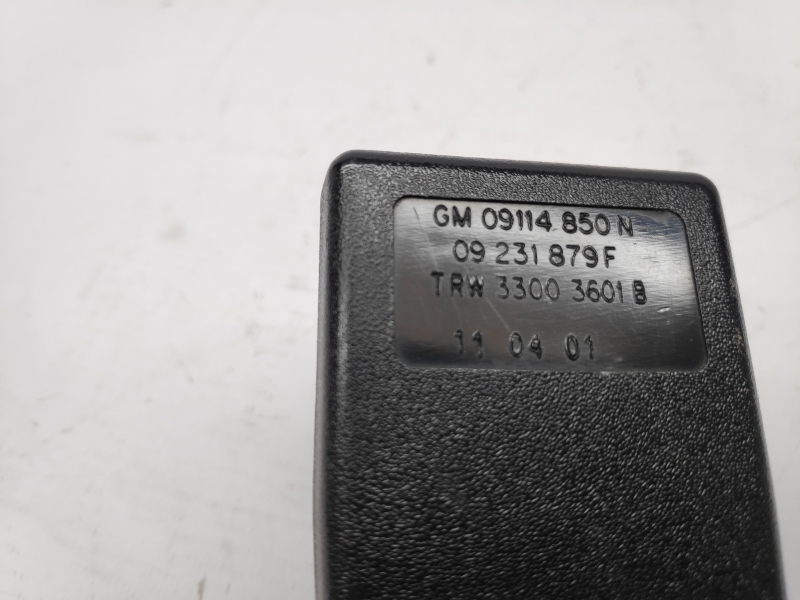 GM 09114 850 N
09 231 879 F
TRW 3300 3601 B
11 04 01